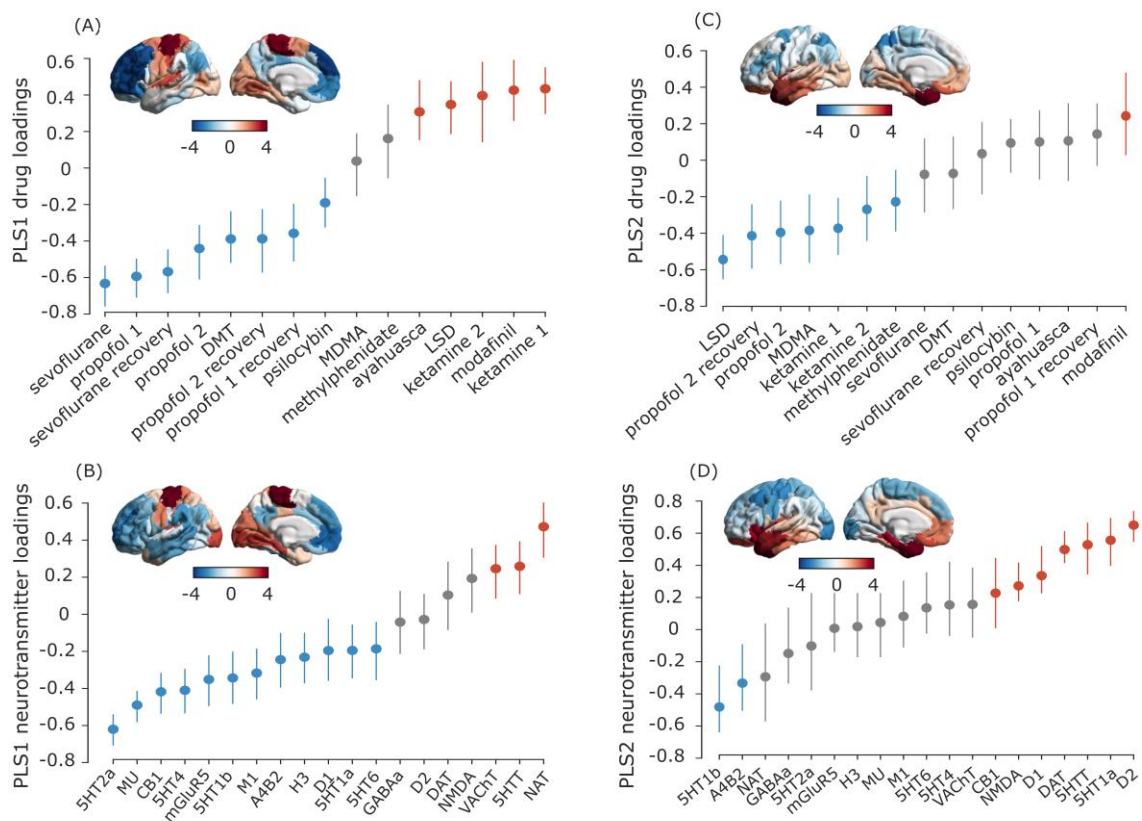 (A)
PLS1 drug loadings
0.6
0.4
0.2
0
-0.2
-0.4
-0.6
-0.8
-4 0 4
sevoflurane
propofol 1
sevoflurane recovery
propofol 2
DMT
propofol 2 recovery
propofol 1 recovery
psilocybin
MDMA
methylphenidate
ayahuasca
LSD
ketamine 2
modafinil
ketamine 1
(C)
PLS2 drug loadings
0.6
0.4
0.2
0
-0.2
-0.4
-0.6
-0.8
-4 0 4
LSD
propofol 2 recovery
propofol 2
MDMA
ketamine 1
ketamine 2
methylphenidate
sevoflurane
DMT
sevoflurane recovery
psilocybin
propofol 1
ayahuasca
propofol 1 recovery
modafinil
(B)
PLS1 neurotransmitter loadings
0.6
0.4
0.2
0
-0.2
-0.4
-0.6
-0.8
-4 0 4
5HT2a
MU
CB1
5HT4
mGluR5
5HT1b
M1
A4B2
H3
D1
5HT1a
5HT6
GABAa
D2
DAT
NMDA
VAChT
5HTT
NAT
(D)
PLS2 neurotransmitter loadings
0.6
0.4
0.2
0
-0.2
-0.4
-0.6
-0.8
-4 0 4
5HT1b
A4B2
NAT
GABAa
5HT2a
mGluR5
H3
MU
M1
5HT6
5HT4
VAChT
CB1
NMDA
D1
DAT
5HTT
5HT1a
D2